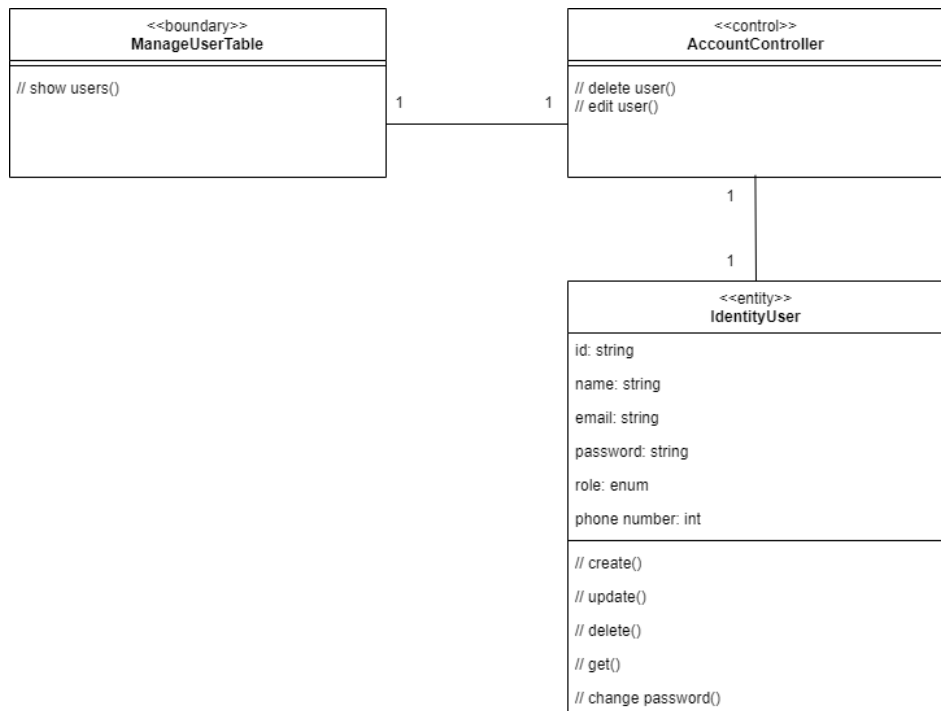 <<boundary>>
ManageUserTable
// show users()
1
1
<<control>>
AccountController
// delete user()
// edit user()
1
1
<<entity>>
IdentityUser
id: string
name: string
email: string
password: string
role: enum
phone number: int
// create()
// update()
// delete()
// get()
// change password()